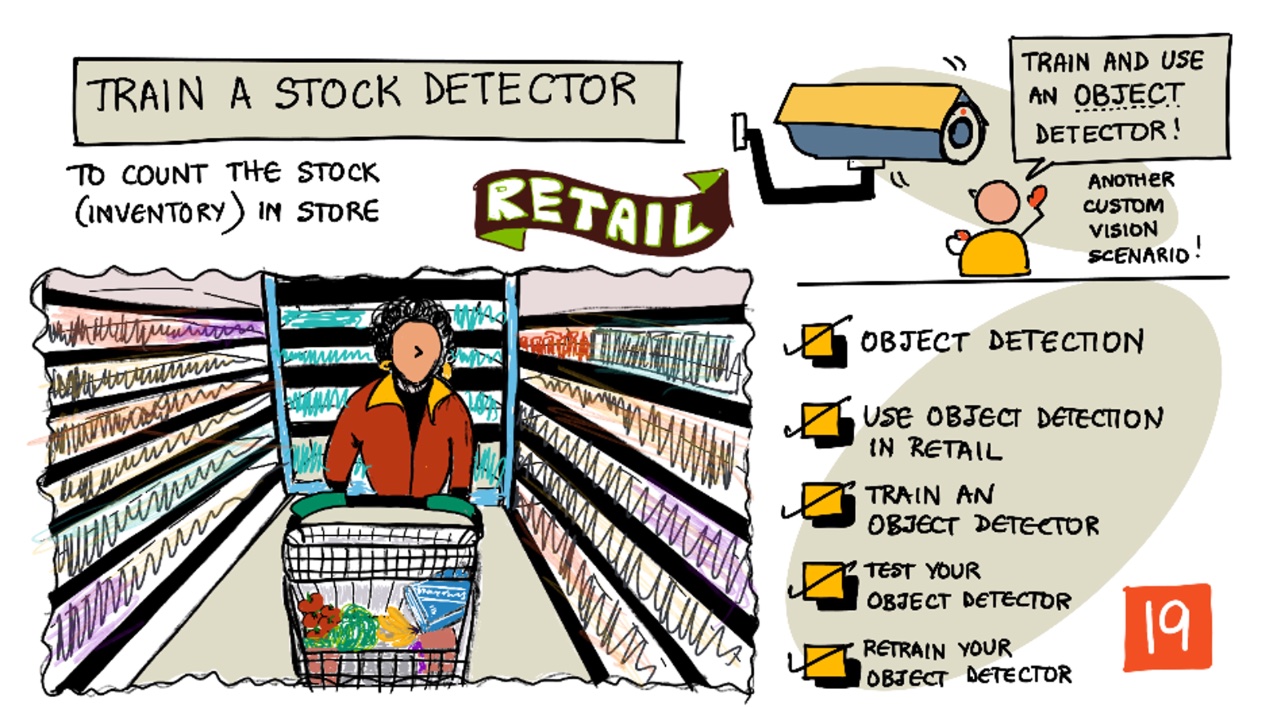 TRAIN A STOCK DETECTOR
TO COUNT THE STOCK
(INVENTORY) IN STORE
RETAIL
TRAIN AND USE
AN OBJECT
DETECTOR!
ANOTHER
CUSTOM
VISION
SCENARIO!
OBJECT DETECTION
USE OBJECT DETECTION
IN RETAIL
TRAIN AN
OBJECT DETECTOR
TEST YOUR
OBJECT DETECTOR
RETRAIN YOUR
OBJECT DETECTOR
19